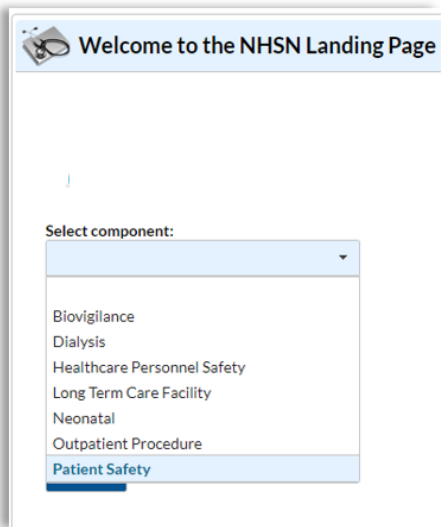 Welcome to the NHSN Landing Page
Select component:
Biovigilance
Dialysis
Healthcare Personnel Safety
Long Term Care Facility
Neonatal
Outpatient Procedure
Patient Safety